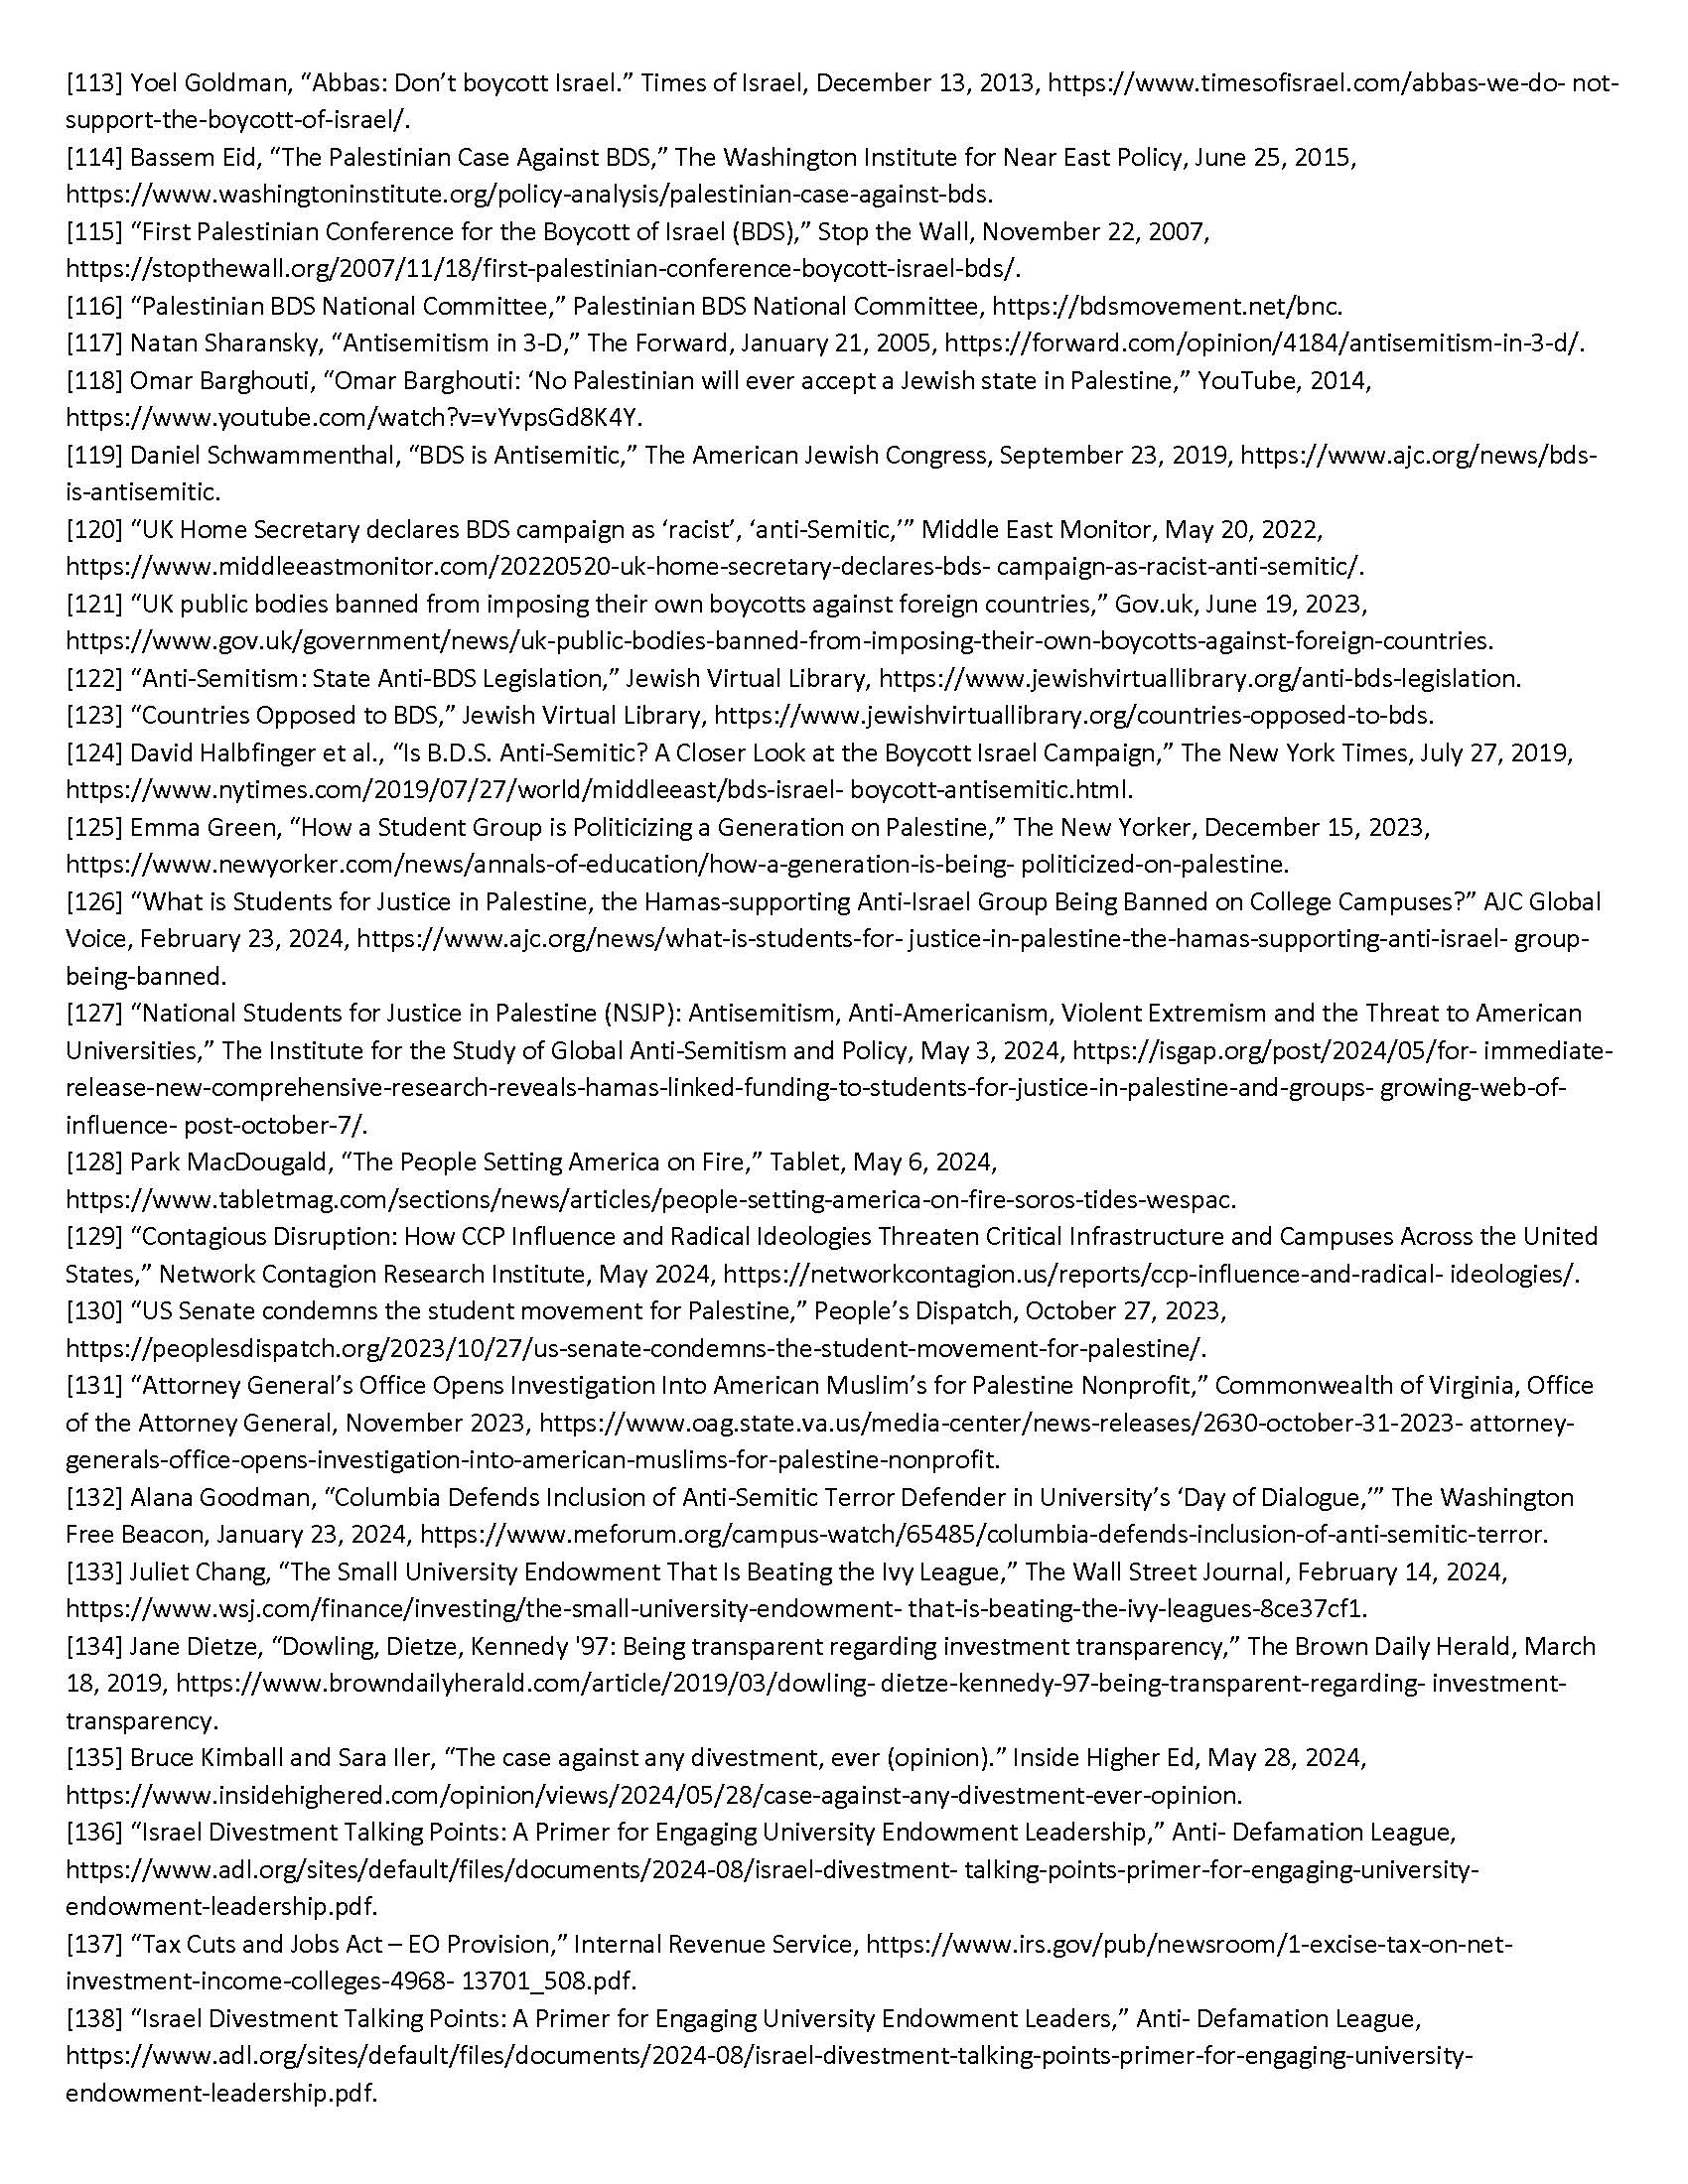 [113] Yoel Goldman, “Abbas: Don’t boycott Israel.” Times of Israel, December 13, 2013, https://www.timesofisrael.com/abbas-we-do- not-
support-the-boycott-of-israel/.
[114] Bassem Eid, “The Palestinian Case Against BDS,” The Washington Institute for Near East Policy, June 25, 2015,
https://www.washingtoninstitute.org/policy-analysis/palestinian-case-against-bds.
[115] “First Palestinian Conference for the Boycott of Israel (BDS),” Stop the Wall, November 22, 2007,
https://stopthewall.org/2007/11/18/first-palestinian-conference-boycott-israel-bds/.
[116] “Palestinian BDS National Committee,” Palestinian BDS National Committee, https://bdsmovement.net/bnc.
[117] Natan Sharansky, “Antisemitism in 3-D,” The Forward, January 21, 2005, https://forward.com/opinion/4184/antisemitism-in-3-d/.
[118] Omar Barghouti, “Omar Barghouti: ‘No Palestinian will ever accept a Jewish state in Palestine,” YouTube, 2014,
https://www.youtube.com/watch?v=vYvpsGd8K4Y.
[119] Daniel Schwammenthal, “BDS is Antisemitic,” The American Jewish Congress, September 23, 2019, https://www.ajc.org/news/bds-
is-antisemitic.
[120] “UK Home Secretary declares BDS campaign as ‘racist’, ‘anti-Semitic,’” Middle East Monitor, May 20, 2022,
https://www.middleeastmonitor.com/20220520-uk-home-secretary-declares-bds- campaign-as-racist-anti-semitic/.
[121] “UK public bodies banned from imposing their own boycotts against foreign countries,” Gov.uk, June 19, 2023,
https://www.gov.uk/government/news/uk-public-bodies-banned-from-imposing-their-own-boycotts-against-foreign-countries.
[122] “Anti-Semitism: State Anti-BDS Legislation,” Jewish Virtual Library, https://www.jewishvirtuallibrary.org/anti-bds-legislation.
[123] “Countries Opposed to BDS,” Jewish Virtual Library, https://www.jewishvirtuallibrary.org/countries-opposed-to-bds.
[124] David Halbfinger et al., “Is B.D.S. Anti-Semitic? A Closer Look at the Boycott Israel Campaign,” The New York Times, July 27, 2019,
https://www.nytimes.com/2019/07/27/world/middleeast/bds-israel- boycott-antisemitic.html.
[125] Emma Green, “How a Student Group is Politicizing a Generation on Palestine,” The New Yorker, December 15, 2023,
https://www.newyorker.com/news/annals-of-education/how-a-generation-is-being- politicized-on-palestine.
[126] “What is Students for Justice in Palestine, the Hamas-supporting Anti-Israel Group Being Banned on College Campuses?” AJC Global
Voice, February 23, 2024, https://www.ajc.org/news/what-is-students-for- justice-in-palestine-the-hamas-supporting-anti-israel- group-
being-banned.
[127] “National Students for Justice in Palestine (NSJP): Antisemitism, Anti-Americanism, Violent Extremism and the Threat to American
Universities,” The Institute for the Study of Global Anti-Semitism and Policy, May 3, 2024, https://isgap.org/post/2024/05/for- immediate-
release-new-comprehensive-research-reveals-hamas-linked-funding-to-students-for-justice-in-palestine-and-groups- growing-web-of-
influence- post-october-7/.
[128] Park MacDougald, “The People Setting America on Fire,” Tablet, May 6, 2024,
https://www.tabletmag.com/sections/news/articles/people-setting-america-on-fire-soros-tides-wespac.
[129] “Contagious Disruption: How CCP Influence and Radical Ideologies Threaten Critical Infrastructure and Campuses Across the United
States,” Network Contagion Research Institute, May 2024, https://networkcontagion.us/reports/ccp-influence-and-radical- ideologies/.
[130] “US Senate condemns the student movement for Palestine,” People’s Dispatch, October 27, 2023,
https://peoplesdispatch.org/2023/10/27/us-senate-condemns-the-student-movement-for-palestine/.
[131] “Attorney General’s Office Opens Investigation Into American Muslim’s for Palestine Nonprofit,” Commonwealth of Virginia, Office
of the Attorney General, November 2023, https://www.oag.state.va.us/media-center/news-releases/2630-october-31-2023- attorney-
generals-office-opens-investigation-into-american-muslims-for-palestine-nonprofit.
[132] Alana Goodman, “Columbia Defends Inclusion of Anti-Semitic Terror Defender in University’s ‘Day of Dialogue,’” The Washington
Free Beacon, January 23, 2024, https://www.meforum.org/campus-watch/65485/columbia-defends-inclusion-of-anti-semitic-terror.
[133] Juliet Chang, “The Small University Endowment That Is Beating the Ivy League,” The Wall Street Journal, February 14, 2024,
https://www.wsj.com/finance/investing/the-small-university-endowment- that-is-beating-the-ivy-leagues-8ce37cf1.
[134] Jane Dietze, “Dowling, Dietze, Kennedy '97: Being transparent regarding investment transparency,” The Brown Daily Herald, March
18, 2019, https://www.browndailyherald.com/article/2019/03/dowling- dietze-kennedy-97-being-transparent-regarding- investment-
transparency.
[135] Bruce Kimball and Sara Iler, “The case against any divestment, ever (opinion).” Inside Higher Ed, May 28, 2024,
https://www.insidehighered.com/opinion/views/2024/05/28/case-against-any-divestment-ever-opinion.
[136] “Israel Divestment Talking Points: A Primer for Engaging University Endowment Leadership,” Anti- Defamation League,
https://www.adl.org/sites/default/files/documents/2024-08/israel-divestment- talking-points-primer-for-engaging-university-
endowment-leadership.pdf.
[137] “Tax Cuts and Jobs Act – EO Provision,” Internal Revenue Service, https://www.irs.gov/pub/newsroom/1-excise-tax-on-net-
investment-income-colleges-4968- 13701_508.pdf.
[138] “Israel Divestment Talking Points: A Primer for Engaging University Endowment Leaders,” Anti- Defamation League,
https://www.adl.org/sites/default/files/documents/2024-08/israel-divestment-talking-points-primer-for-engaging-university-
endowment-leadership.pdf.